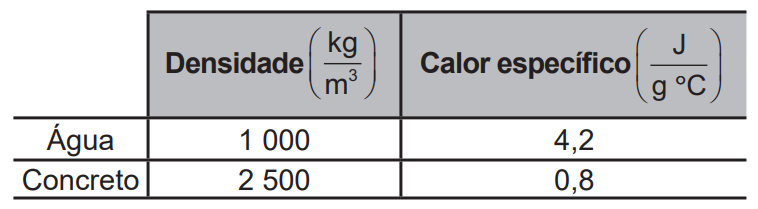 Densidade (kg/m³) Calor específico (J/g °C)
Água 1 000 4,2
Concreto 2 500 0,8